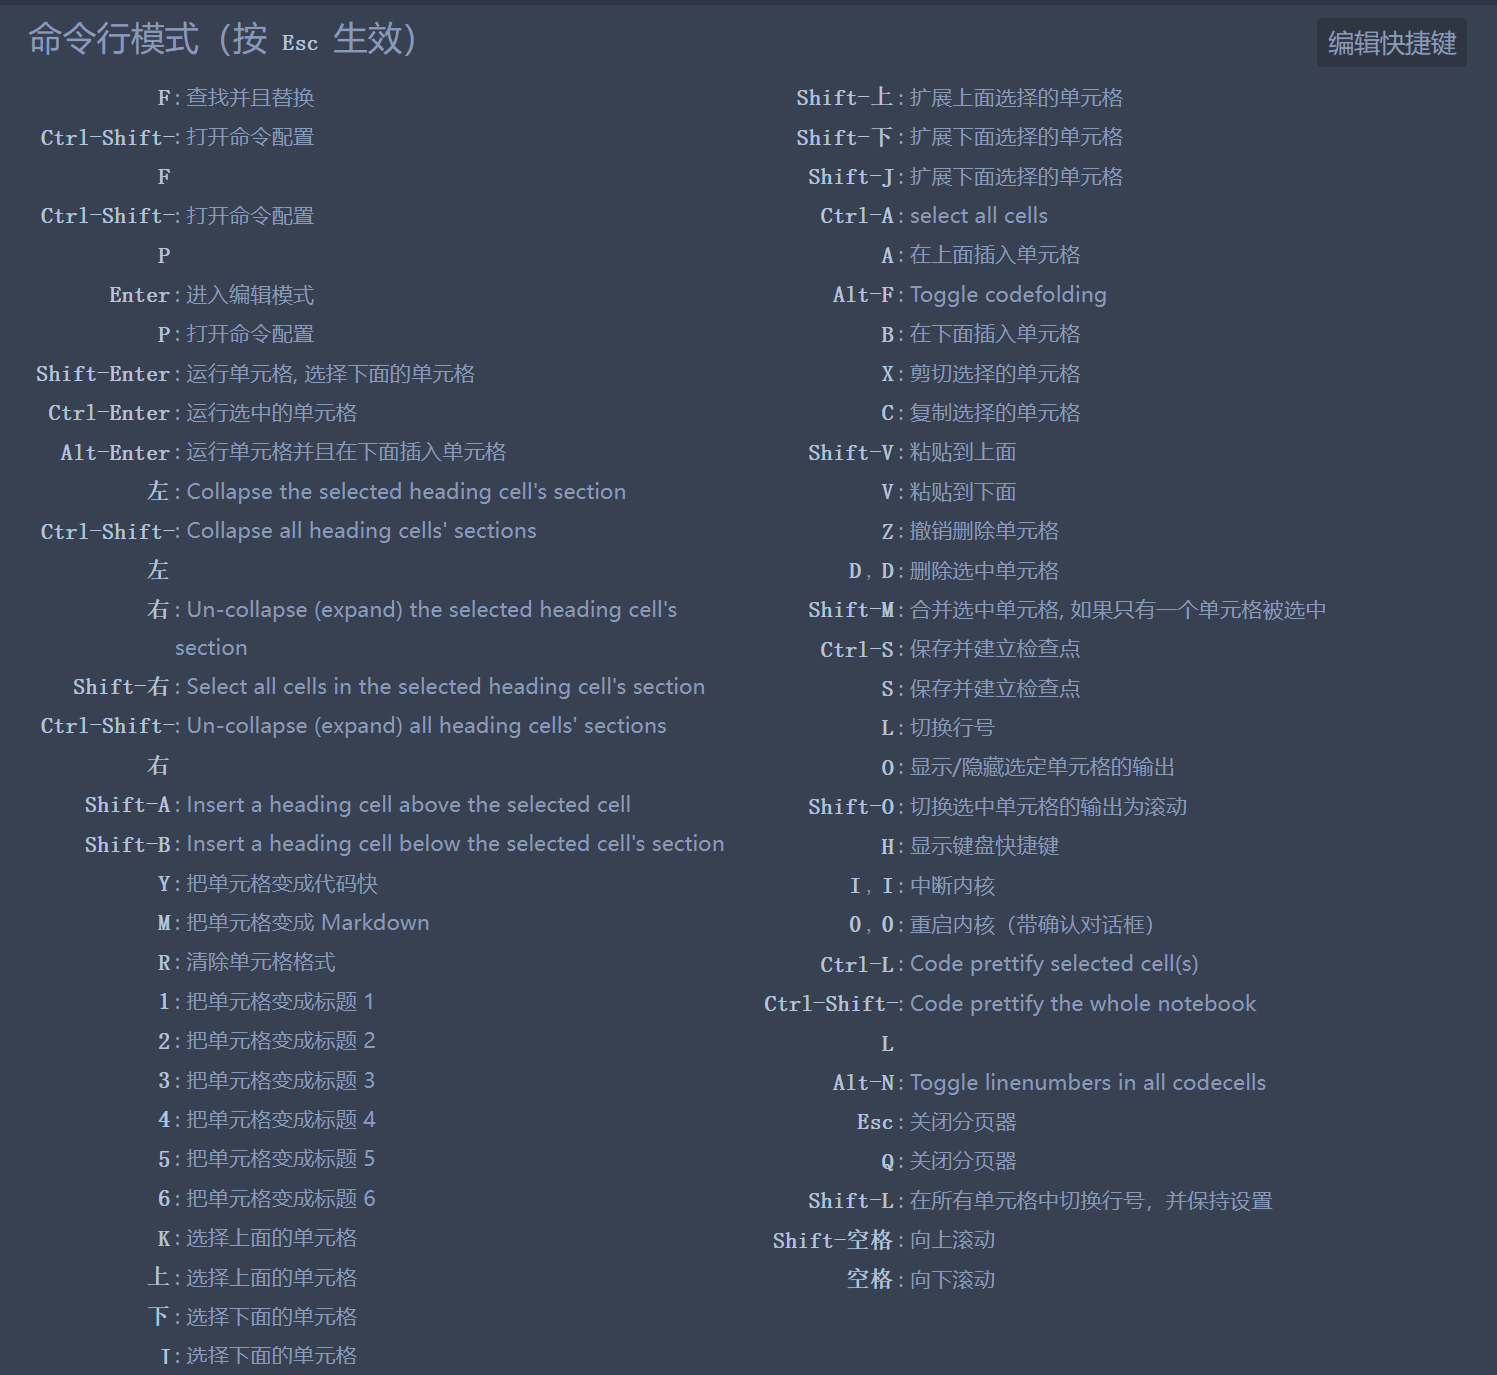 命令行模式（按 Esc 生效）
编辑快捷键
F : 查找并且替换
Ctrl-Shift- : 打开命令配置
F
Ctrl-Shift- : 打开命令配置
P
Enter : 进入编辑模式
P : 打开命令配置
Shift-Enter : 运行单元格, 选择下面的单元格
Ctrl-Enter : 运行选中的单元格
Alt-Enter : 运行单元格并且在下面插入单元格
左 : Collapse the selected heading cell's section
Ctrl-Shift- : Collapse all heading cells' sections
左
右 : Un-collapse (expand) the selected heading cell's
section
Shift-右 : Select all cells in the selected heading cell's section
Ctrl-Shift- : Un-collapse (expand) all heading cells' sections
右
Shift-A : Insert a heading cell above the selected cell
Shift-B : Insert a heading cell below the selected cell's section
Y : 把单元格变成代码快
M : 把单元格变成 Markdown
R : 清除单元格格式
1 : 把单元格变成标题 1
2 : 把单元格变成标题 2
3 : 把单元格变成标题 3
4 : 把单元格变成标题 4
5 : 把单元格变成标题 5
6 : 把单元格变成标题 6
K : 选择上面的单元格
上 : 选择上面的单元格
下 : 选择下面的单元格
J : 选择下面的单元格
Shift-上 : 扩展上面选择的单元格
Shift-下 : 扩展下面选择的单元格
Shift-J : 扩展下面选择的单元格
Ctrl-A : select all cells
A : 在上面插入单元格
Alt-F : Toggle codefolding
B : 在下面插入单元格
X : 剪切选择的单元格
C : 复制选择的单元格
Shift-V : 粘贴到上面
V : 粘贴到下面
Z : 撤销删除单元格
D , D : 删除选中单元格
Shift-M : 合并选中单元格, 如果只有一个单元格被选中
Ctrl-S : 保存并建立检查点
S : 保存并建立检查点
L : 切换行号
O : 显示/隐藏选定单元格的输出
Shift-O : 切换选中单元格的输出为滚动
H : 显示键盘快捷键
I , I : 中断内核
0 , 0 : 重启内核（带确认对话框）
Ctrl-L : Code prettify selected cell(s)
Ctrl-Shift- : Code prettify the whole notebook
L
Alt-N : Toggle linenumbers in all codecells
Esc : 关闭分页器
Q : 关闭分页器
Shift-L : 在所有单元格中切换行号，并保持设置
Shift-空格 : 向上滚动
空格 : 向下滚动